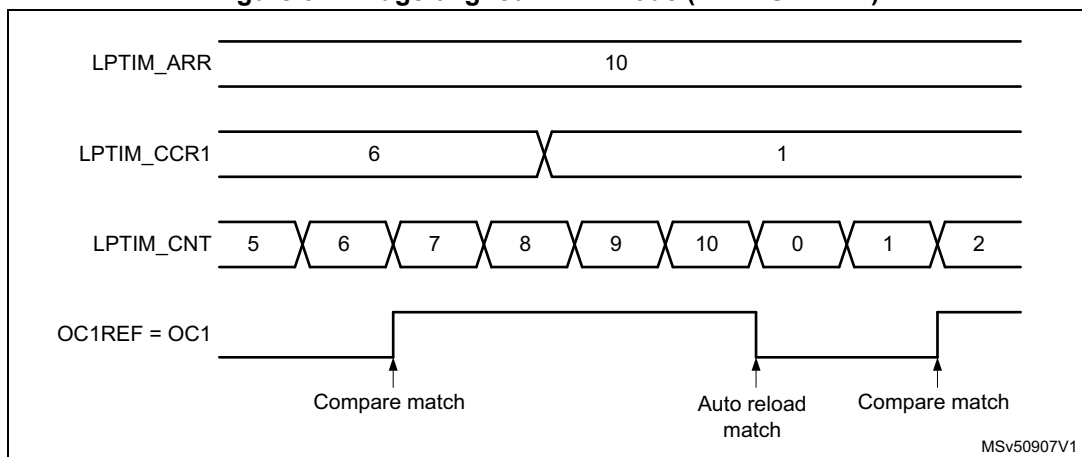 LPTIM_ARR 10
LPTIM_CCR1 6 1
LPTIM_CNT 5 6 7 8 9 10 0 1 2
OC1REF = OC1
Compare match Auto reload match Compare match
MSv50907V1